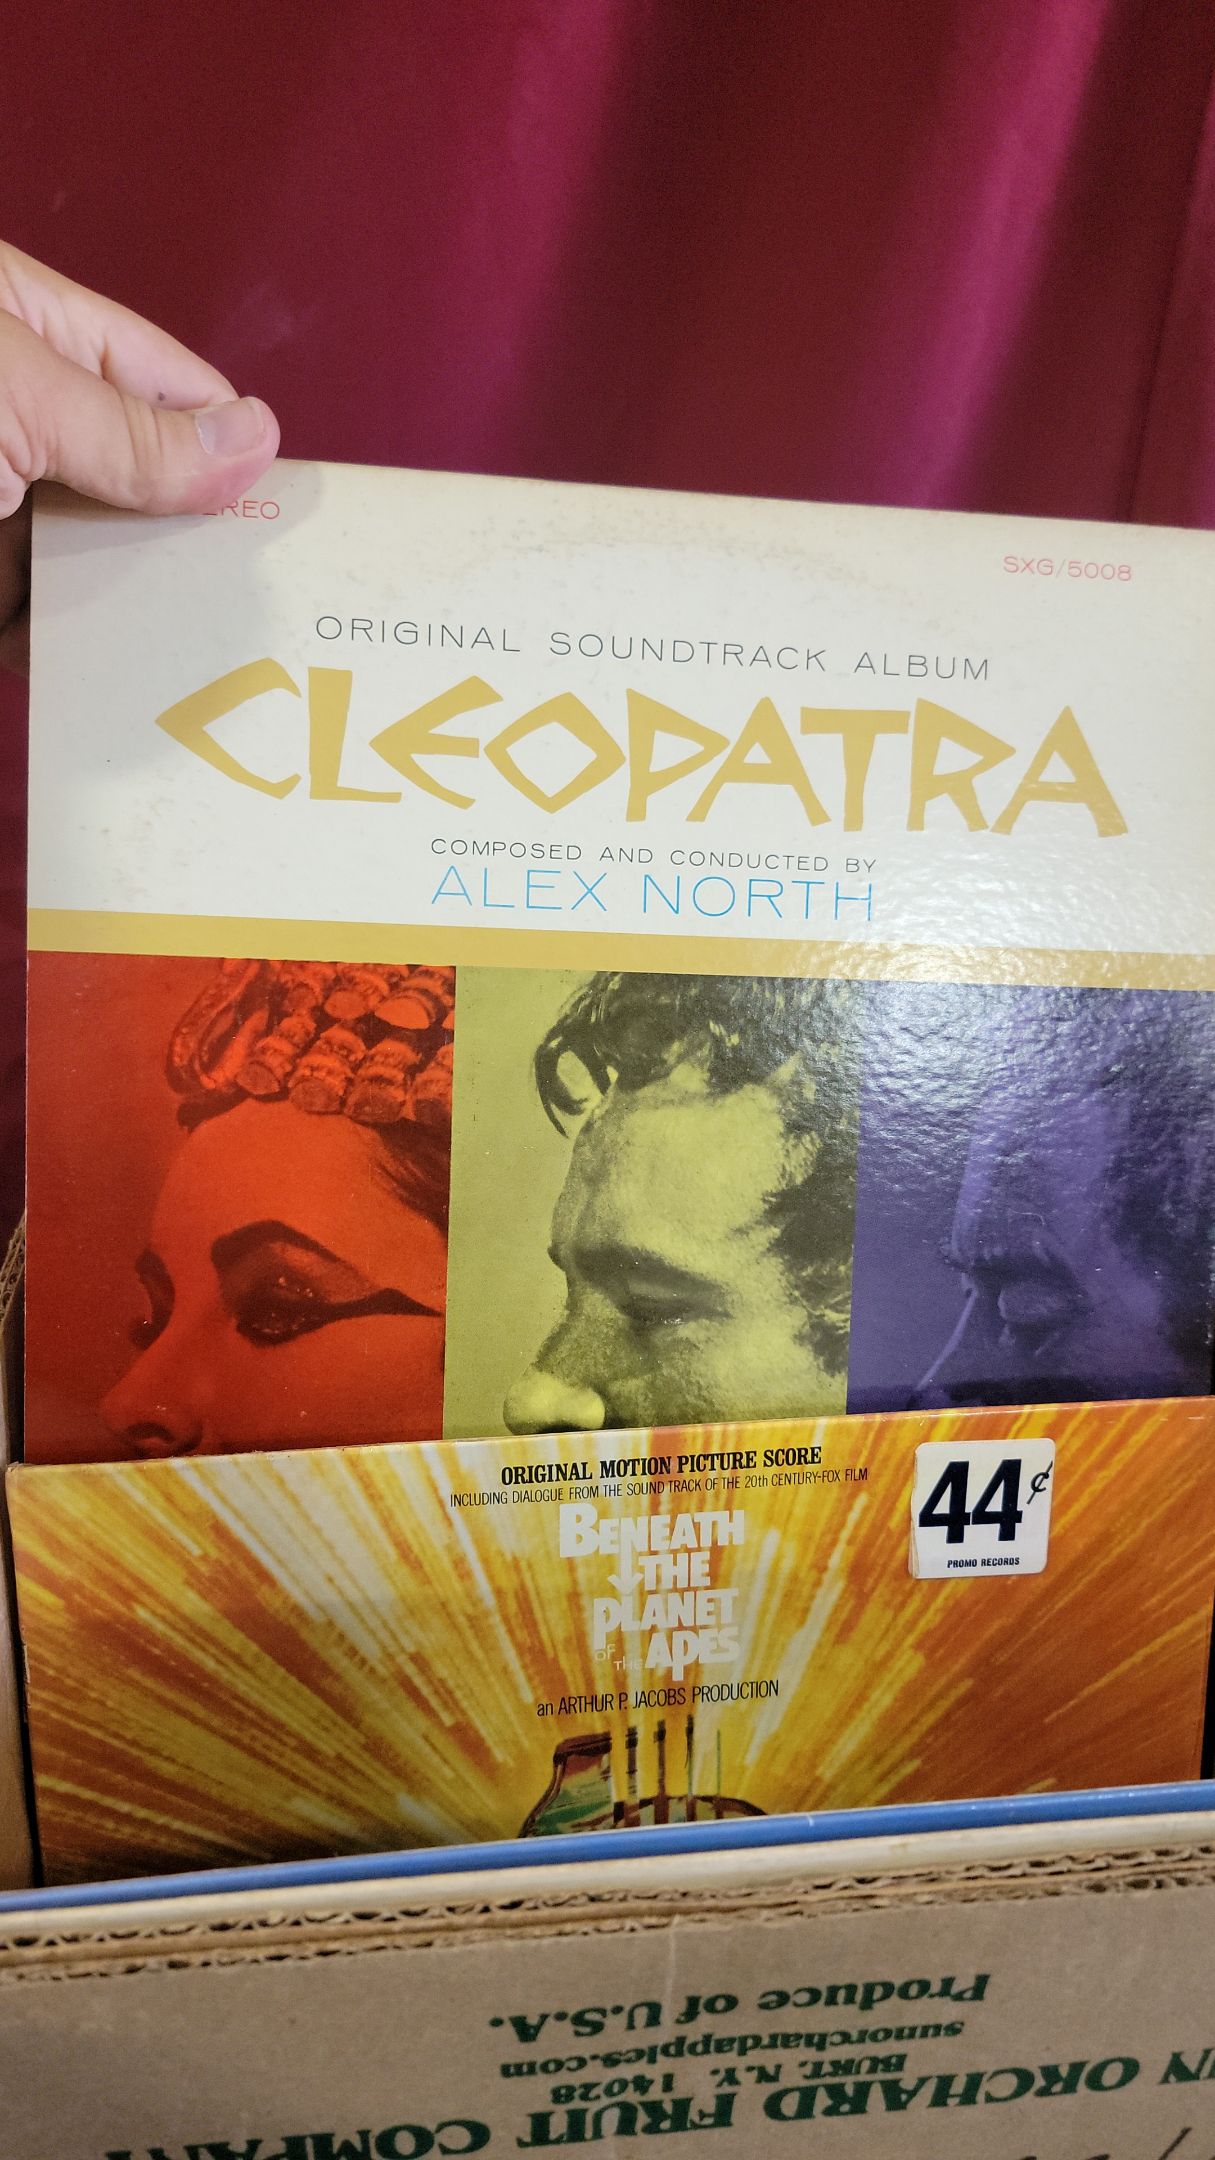 EREO
SXG/5008
ORIGINAL SOUNDTRACK ALBUM
CLEOPATRA
COMPOSED AND CONDUCTED BY
ALEX NORTH
ORIGINAL MOTION PICTURE SCORE
INCLUDING DIALOGUE FROM THE SOUND TRACK OF THE 20th CENTURY-FOX FILM
BENEATH
THE
PLANET
OF THE APES
an ARTHUR P. JACOBS PRODUCTION
44¢
PROMO RECORDS
N ORCHARD FRUIT COMPAN
BURT, N.Y. 14028
sunorchardapples.com
Produce of U.S.A.